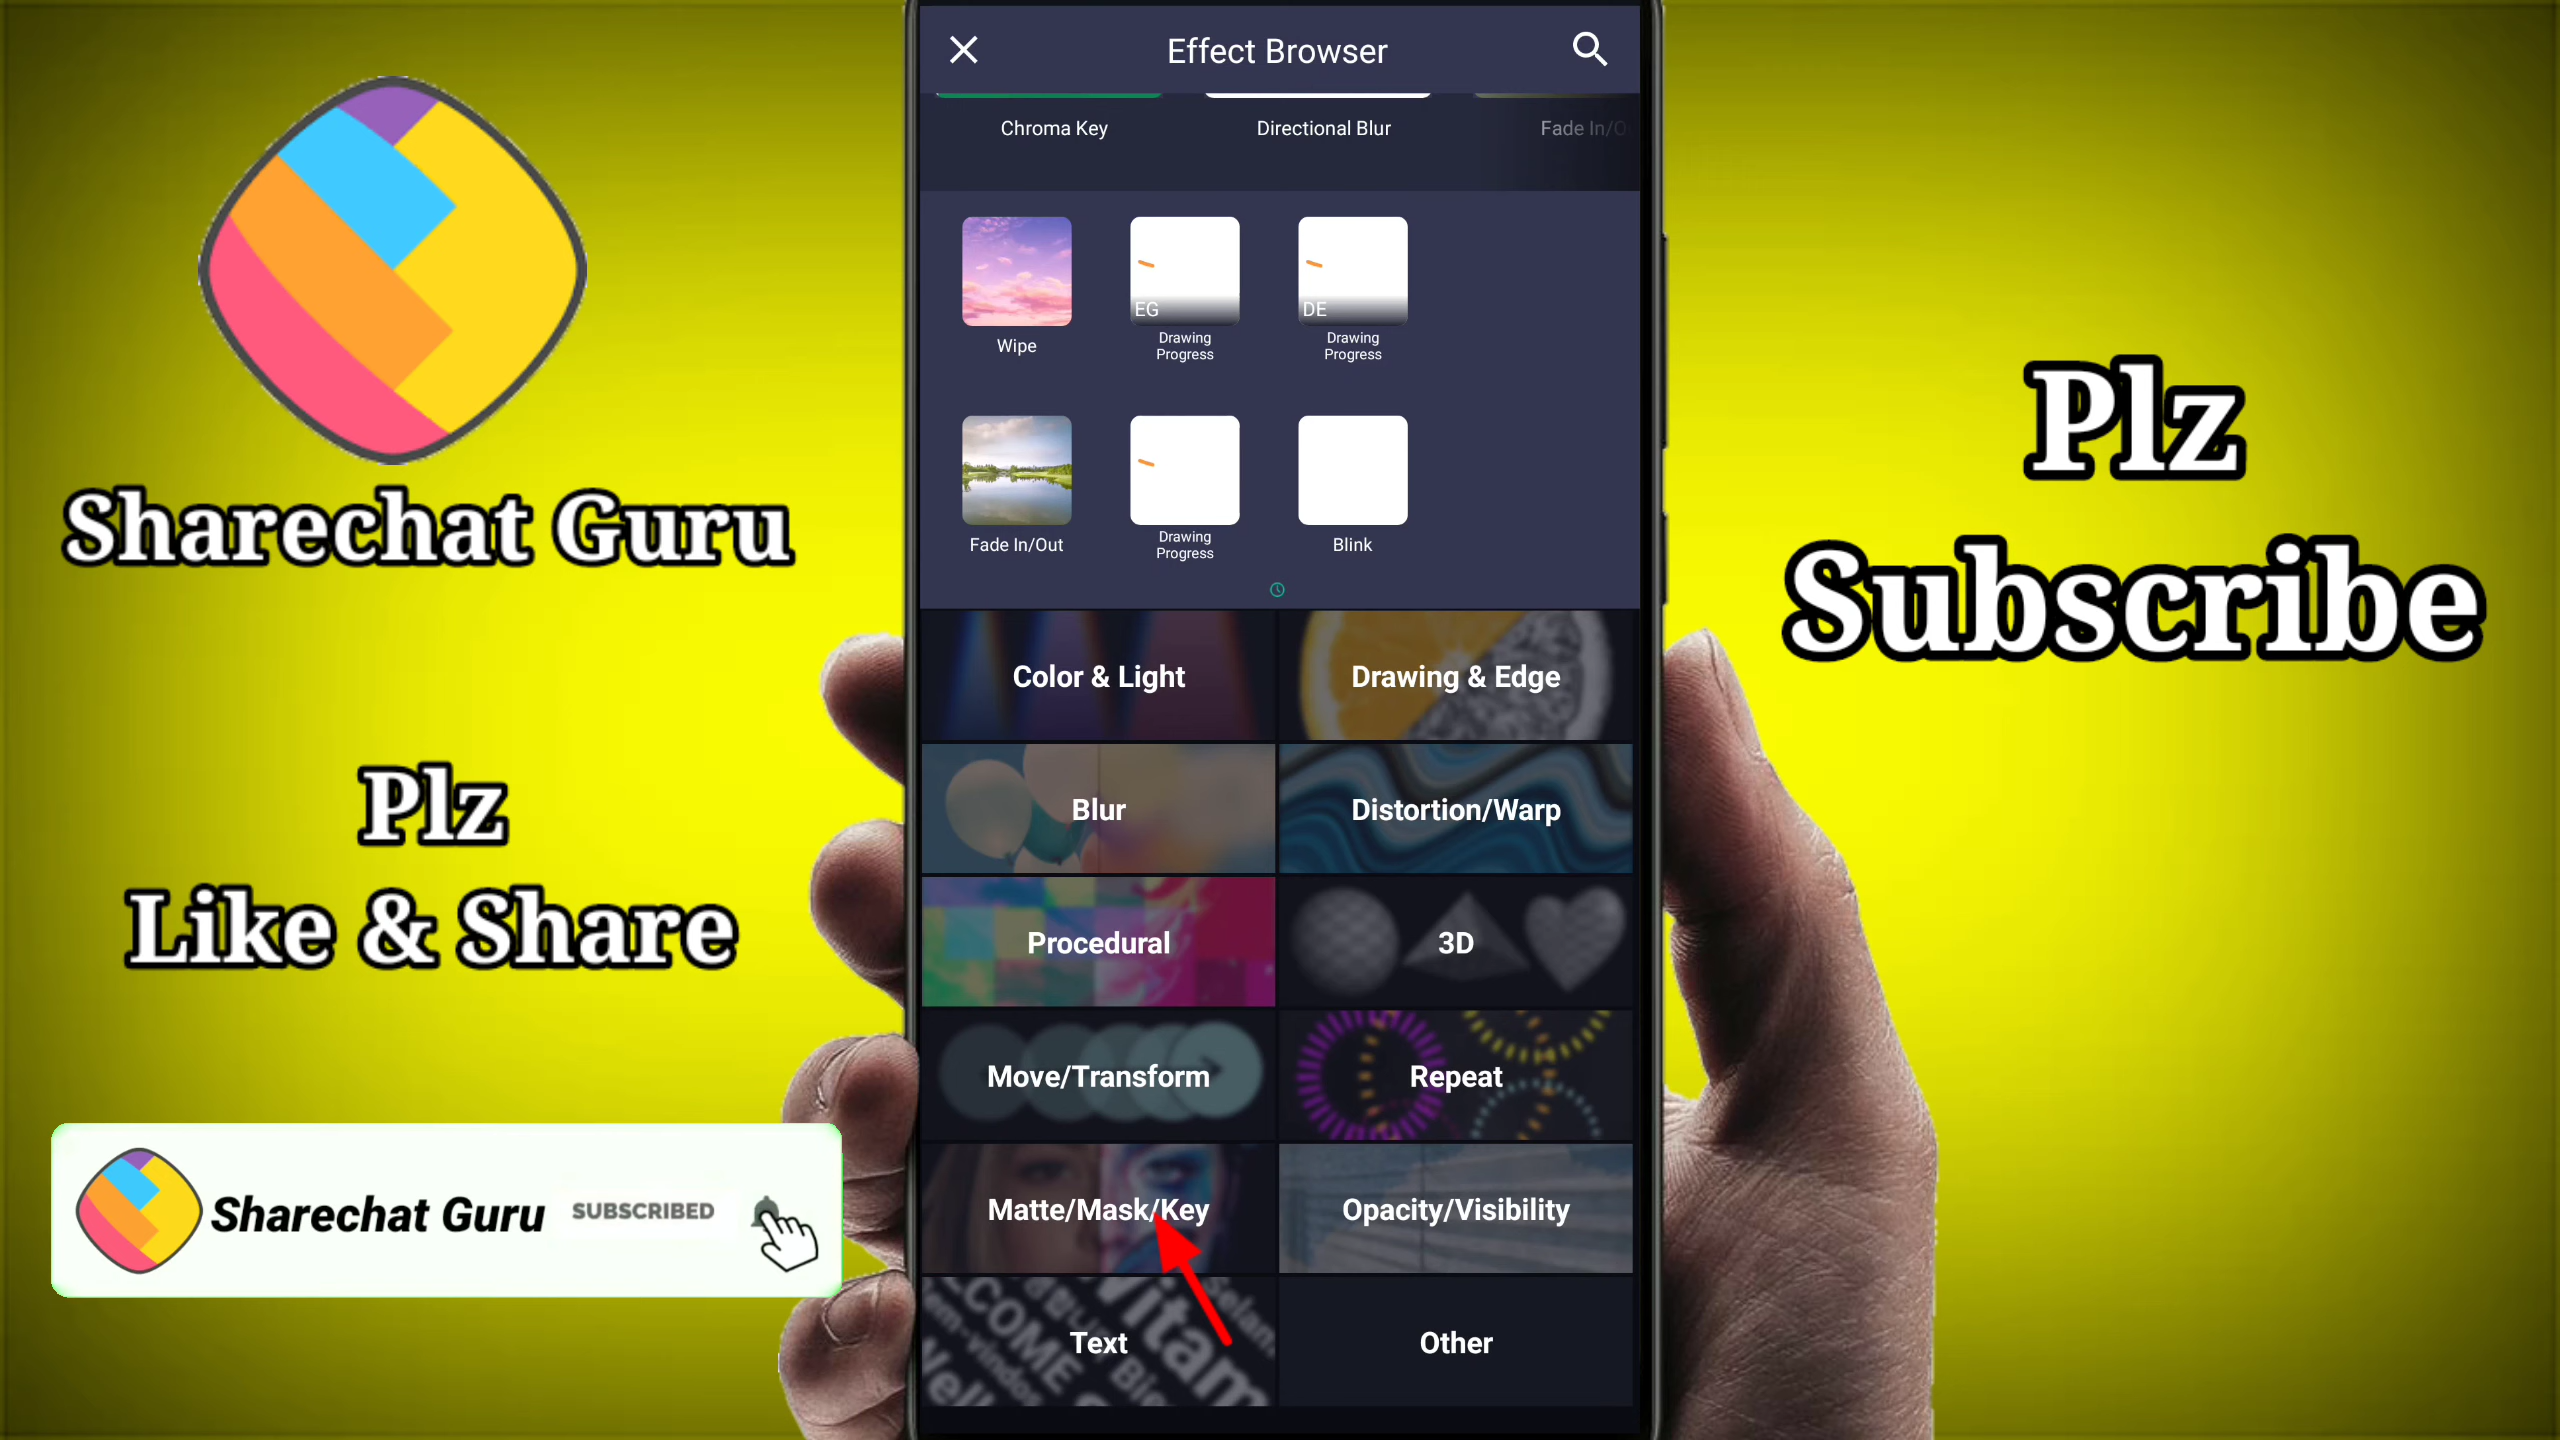 Effect Browser
Chroma Key
Directional Blur
Fade In/O
Wipe
EG
Drawing
Progress
DE
Drawing
Progress
Fade In/Out
Drawing
Progress
Blink
Color & Light
Drawing & Edge
Blur
Distortion/Warp
Procedural
3D
Move/Transform
Repeat
Matte/Mask/Key
Opacity/Visibility
Text
Other
Sharechat Guru
Plz
Like & Share
Sharechat Guru
SUBSCRIBED
Plz
Subscribe